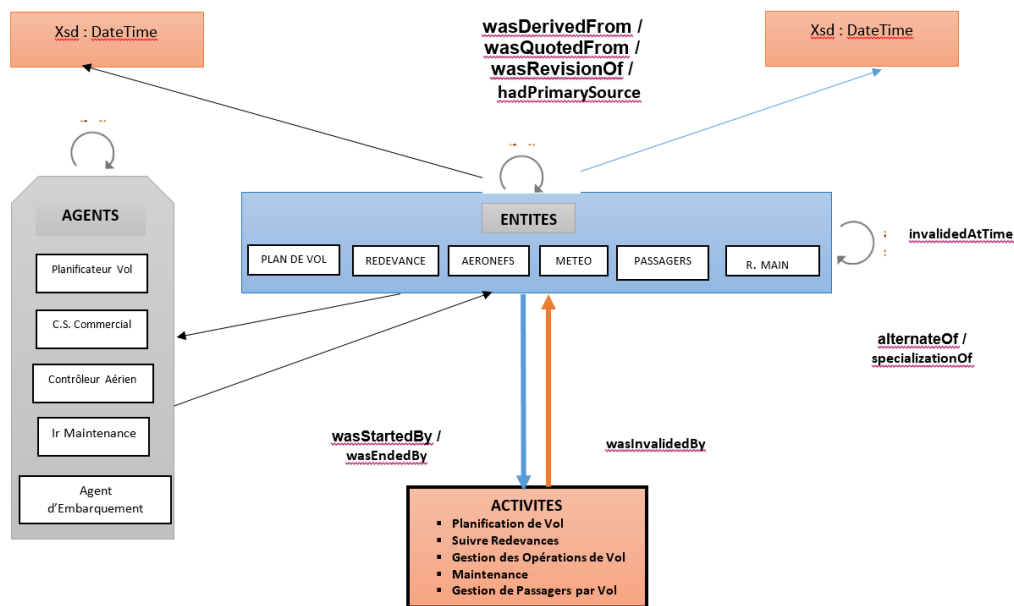 Xsd : DateTime
wasDerivedFrom /
wasQuotedFrom /
wasRevisionOf /
hadPrimarySource
Xsd : DateTime
AGENTS
Planificateur Vol
C.S. Commercial
Contrôleur Aérien
Ir Maintenance
Agent
d’Embarquement
ENTITES
PLAN DE VOL
REDEVANCE
AERONEFS
METEO
PASSAGERS
R. MAIN
invalidedAtTime
alternateOf /
specializationOf
wasStartedBy /
wasEndedBy
wasInvalidedBy
ACTIVITES
▪ Planification de Vol
▪ Suivre Redevances
▪ Gestion des Opérations de Vol
▪ Maintenance
▪ Gestion de Passagers par Vol